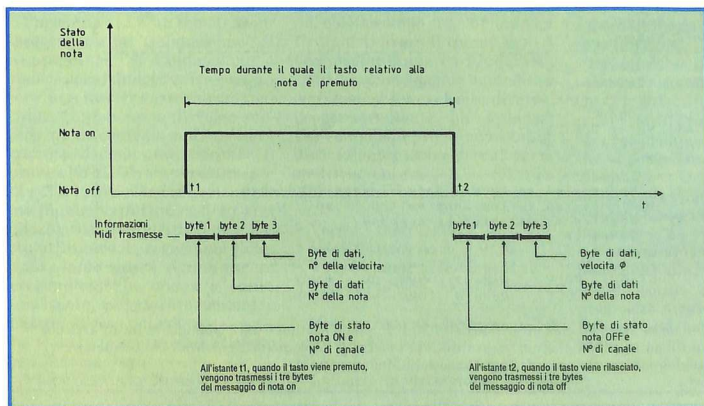 Stato
della
nota
Tempo durante il quale il tasto relativo alla
nota è premuto
Nota on
Nota off
t1
t2
t
Informazioni
Midi trasmesse
byte 1 byte 2 byte 3
byte1 byte 2 byte 3
Byte di dati,
n° della velocita·
Byte di dati
N° della nota
Byte di stato
nota ON e
N° di canale
Byte di dati,
velocita Ø
Byte di dati
N° della nota
Byte di stato
nota OFF e
N° di canale
All'istante t1, quando il tasto viene premuto,
vengono trasmessi i tre bytes
del messaggio di nota on
All'istante t2, quando il tasto viene rilasciato,
vengono trasmessi i tre bytes
del messaggio di nota off